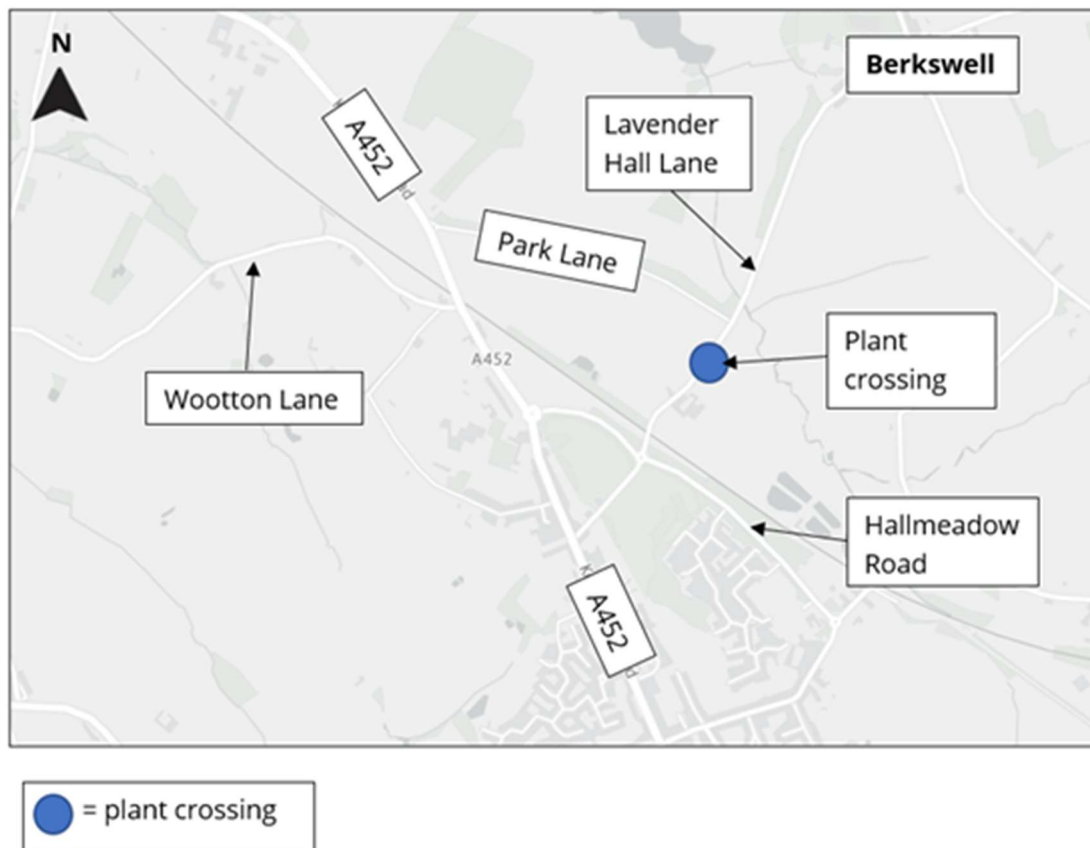 N
Berkswell
A452
Lavender
Hall Lane
Park Lane
Plant
crossing
A452
Wootton Lane
Hallmeadow
Road
A452
= plant crossing